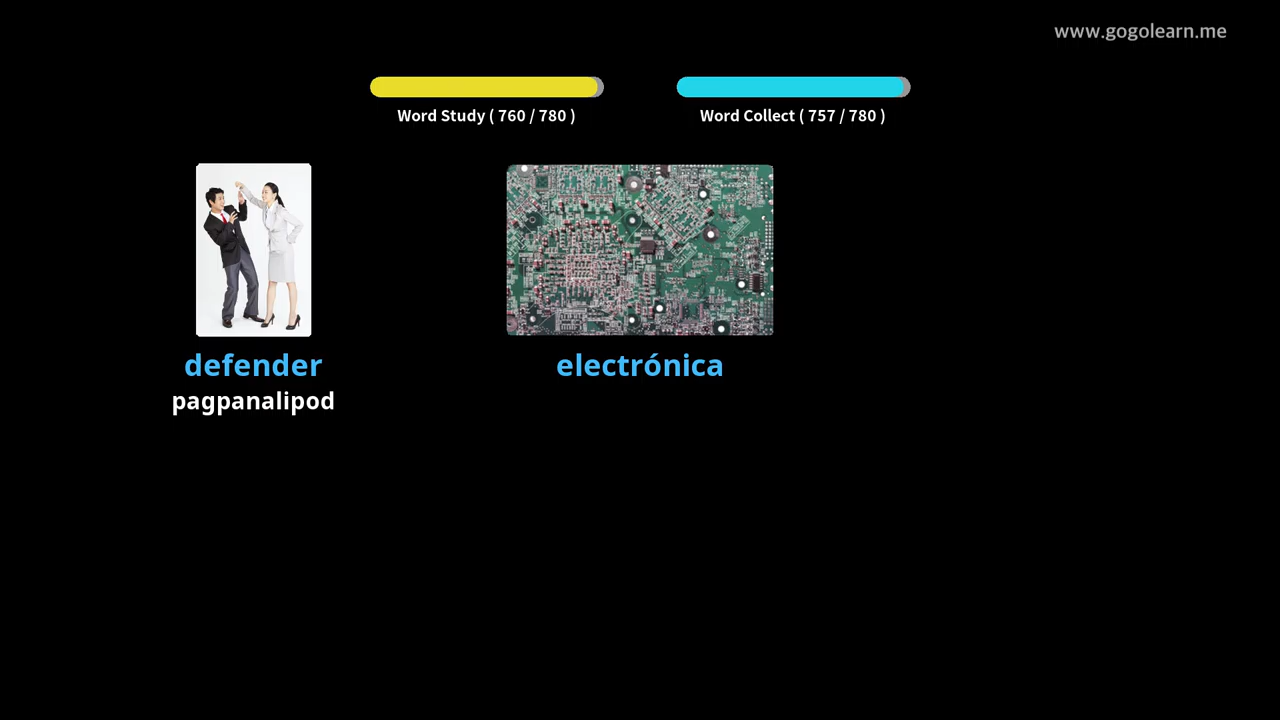 www.gogolearn.me
Word Study ( 760 / 780 )
Word Collect ( 757 / 780 )
defender
pagpanalipod
electrónica